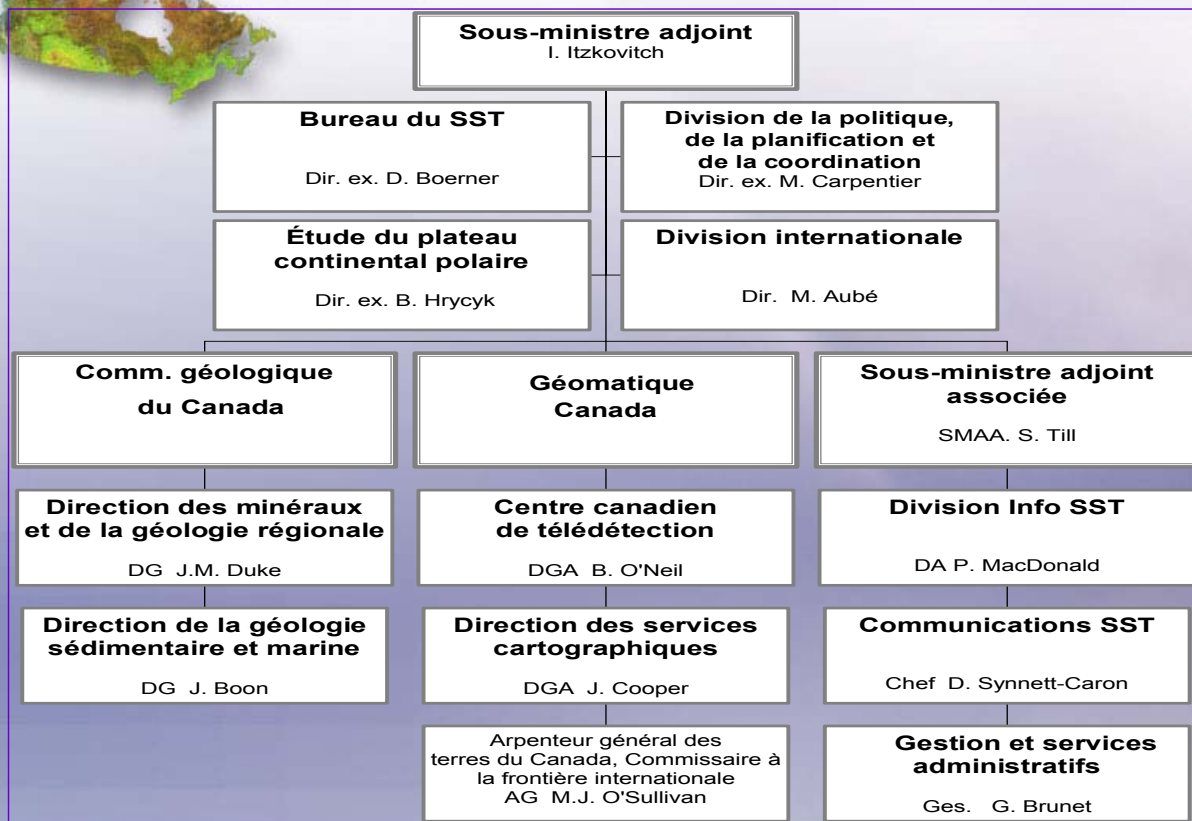 Sous-ministre adjoint
I. Itzkovitch
Bureau du SST
Dir. ex. D. Boerner
Division de la politique,
de la planification et
de la coordination
Dir. ex. M. Carpentier
Étude du plateau
continental polaire
Dir. ex. B. Hrycyk
Division internationale
Dir. M. Aubé
Comm. géologique
du Canada
Géomatique
Canada
Sous-ministre adjoint
associée
SMAA. S. Till
Direction des minéraux
et de la géologie régionale
DG J.M. Duke
Centre canadien
de télédétection
DGA B. O'Neil
Division Info SST
DA P. MacDonald
Direction de la géologie
sédimentaire et marine
DG J. Boon
Direction des services
cartographiques
DGA J. Cooper
Communications SST
Chef D. Synnett-Caron
Arpenteur général des
terres du Canada, Commissaire à
la frontière internationale
AG M.J. O'Sullivan
Gestion et services
administratifs
Ges. G. Brunet